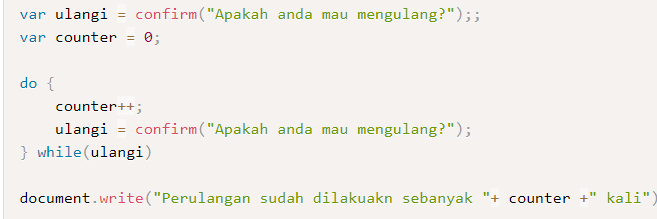 var ulangi = confirm("Apakah anda mau mengulang?");;
var counter = 0;

do {
    counter++;
    ulangi = confirm("Apakah anda mau mengulang?");
} while(ulangi)

document.write("Perulangan sudah dilakuakn sebanyak "+ counter +" kali")